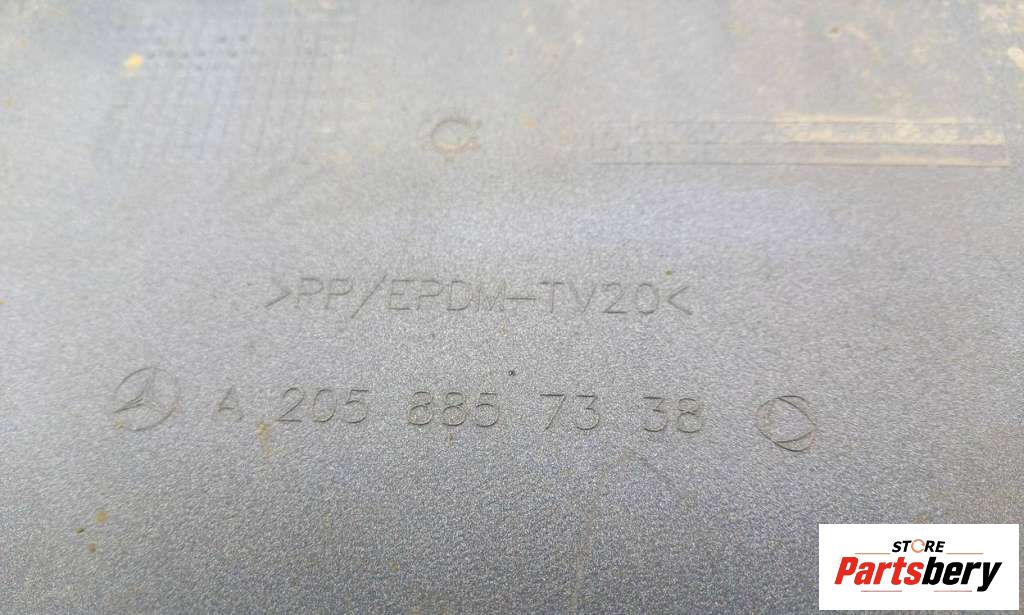 >PP/EPDM-TV20<
A 205 885 73 38
STORE
Partsbery